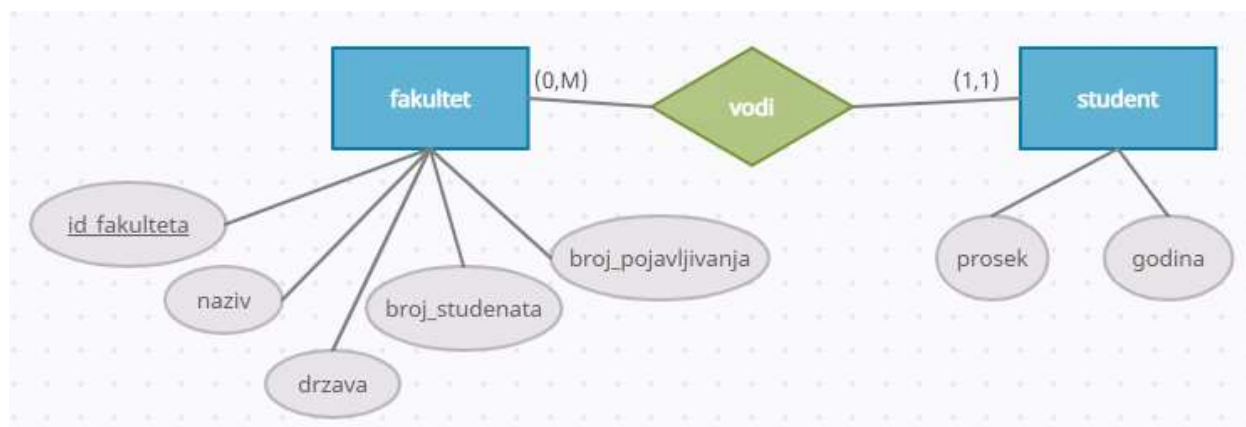 fakultet
(0,M)
vodi
(1,1)
student
id_fakulteta
naziv
drzava
broj_studenata
broj_pojavljivanja
prosek
godina